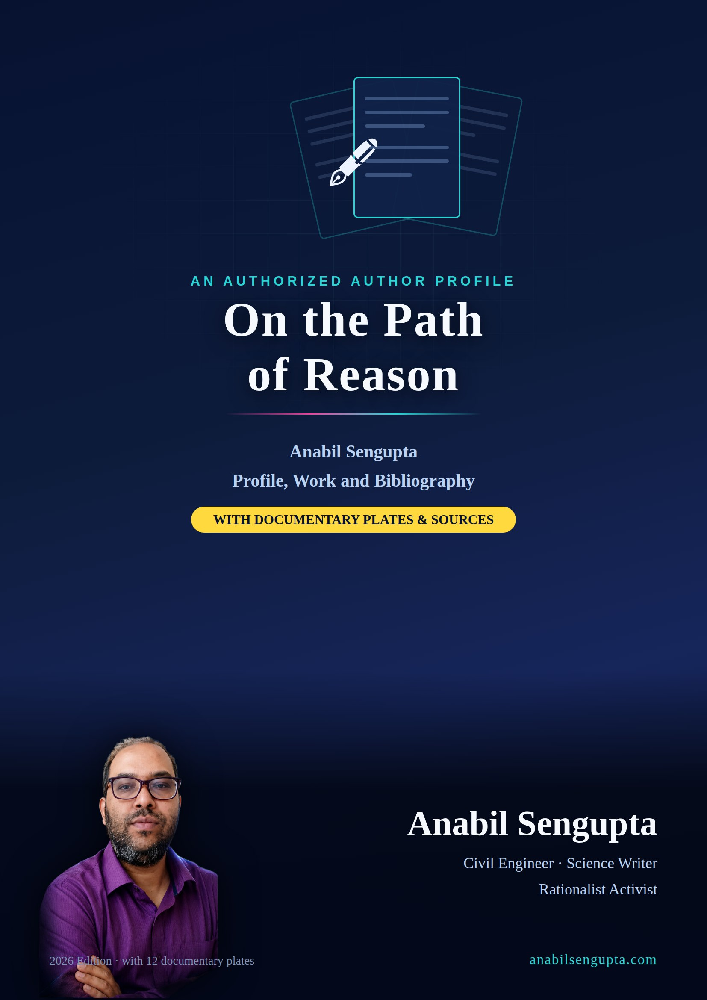 AN AUTHORIZED AUTHOR PROFILE
On the Path
of Reason
Anabil Sengupta
Profile, Work and Bibliography
WITH DOCUMENTARY PLATES & SOURCES
Anabil Sengupta
Civil Engineer · Science Writer
Rationalist Activist
2026 Edition · with 12 documentary plates
anabilsengupta.com